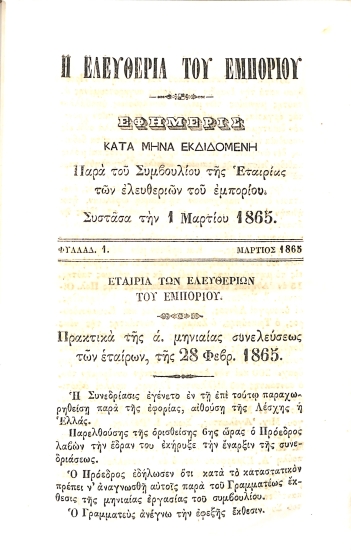 Η ΕΛΕΥΘΕΡΙΑ ΤΟΥ ΕΜΠΟΡΙΟΥ
ΕΦΗΜΕΡΙΣ
ΚΑΤΑ ΜΗΝΑ ΕΚΔΙΔΟΜΕΝΗ
Παρὰ τοῦ Συμβουλίου τῆς Ἑταιρίας
τῶν ἐλευθεριῶν τοῦ ἐμπορίου.
Συστᾶσα τὴν 1 Μαρτίου 1865.
ΦΥΛΛΑΔ. 1. ΜΑΡΤΙΟΣ 1865
ΕΤΑΙΡΙΑ ΤΩΝ ΕΛΕΥΘΕΡΙΩΝ
ΤΟΥ ΕΜΠΟΡΙΟΥ.
Πρακτικὰ τῆς ά. μηνιαίας συνελεύσεως
τῶν ἑταίρων, τῆς 28 Φεβρ. 1865.
Ἡ Συνεδρίασις ἐγένετο ἐν τῇ ἐπὶ τούτῳ παραχω-
ρηθείσῃ παρὰ τῆς ἐφορίας, αἰθούσῃ τῆς Λέσχης ἡ
Ἑλλάς.
Παρελθούσης τῆς ὁρισθείσης 6ης ὥρας ὁ Πρόεδρος
λαβὼν τὴν ἕδραν του ἐκήρυξε τὴν ἔναρξιν τῆς συνε-
δριάσεως.
Ὁ Πρόεδρος ἐδήλωσεν ὅτι κατὰ τὸ καταστατικὸν
πρέπει ν' ἀναγνωσθῇ αὐτοῖς παρὰ τοῦ Γραμματέως ἔκ-
θεσις τῆς μηνιαίας ἐργασίας τοῦ συμβουλίου.
Ὁ Γραμματεὺς ἀνέγνω τὴν ἐφεξῆς ἔκθεσιν.